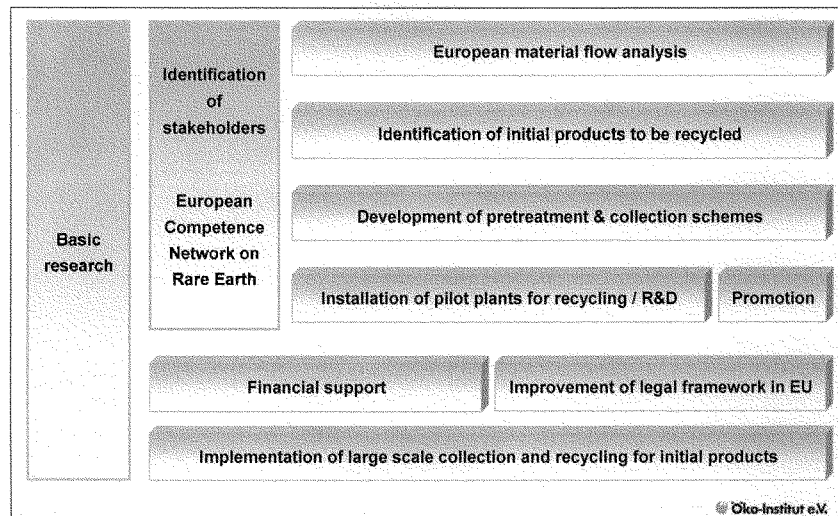 Basic
research
Identification
of
stakeholders
European
Competence
Network on
Rare Earth
European material flow analysis
Identification of initial products to be recycled
Development of pretreatment & collection schemes
Installation of pilot plants for recycling / R&D
Promotion
Financial support
Improvement of legal framework in EU
Implementation of large scale collection and recycling for initial products
Öko-Institut e.V.